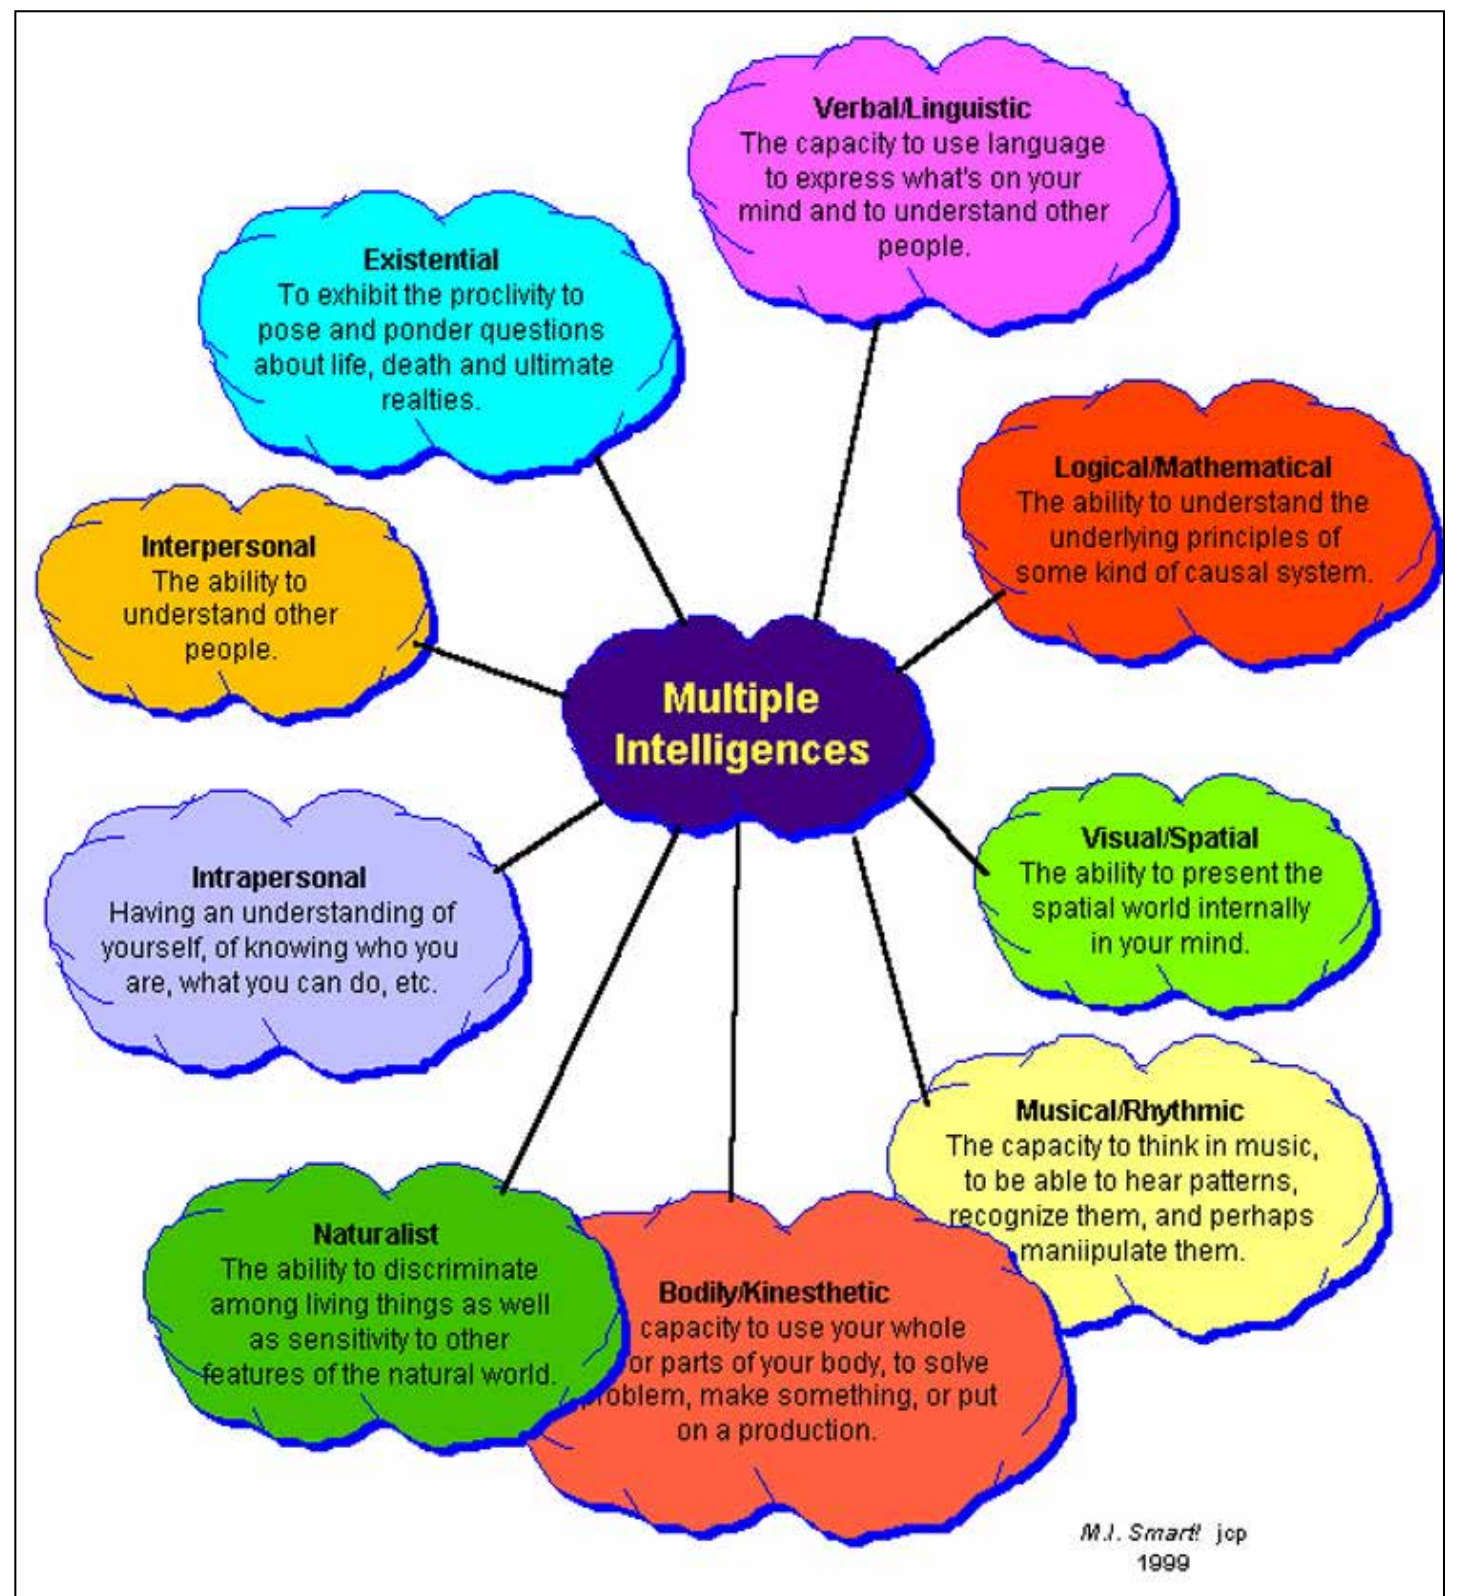 Verbal/Linguistic
The capacity to use language
to express what's on your
mind and to understand other
people.
Existential
To exhibit the proclivity to
pose and ponder questions
about life, death and ultimate
realties.
Logical/Mathematical
The ability to understand the
underlying principles of
some kind of causal system.
Interpersonal
The ability to
understand other
people.
Multiple
Intelligences
Visual/Spatial
The ability to present the
spatial world internally
in your mind.
Intrapersonal
Having an understanding of
yourself, of knowing who you
are, what you can do, etc.
Musical/Rhythmic
The capacity to think in music,
to be able to hear patterns,
recognize them, and perhaps
maniipulate them.
Naturalist
The ability to discriminate
among living things as well
as sensitivity to other
features of the natural world.
Bodily/Kinesthetic
capacity to use your whole
or parts of your body, to solve
roblem, make something, or put
on a production.
M.I. Smart! jcp
1999